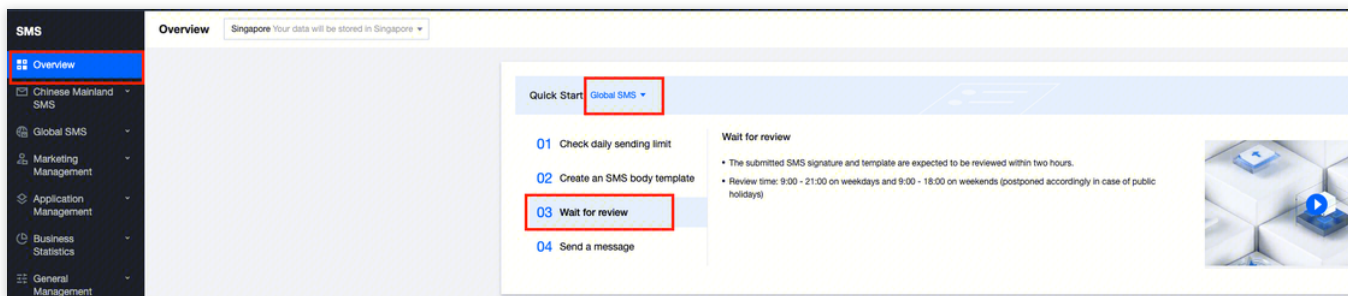 SMS
Overview
Singapore Your data will be stored in Singapore
Overview
Chinese Mainland
SMS
Global SMS
Marketing
Management
Application
Management
Business
Statistics
General
Management
Quick Start Global SMS
01 Check daily sending limit
02 Create an SMS body template
03 Wait for review
04 Send a message
Wait for review
• The submitted SMS signature and template are expected to be reviewed within two hours.
• Review time: 9:00 - 21:00 on weekdays and 9:00 - 18:00 on weekends (postponed accordingly in case of public
holidays)